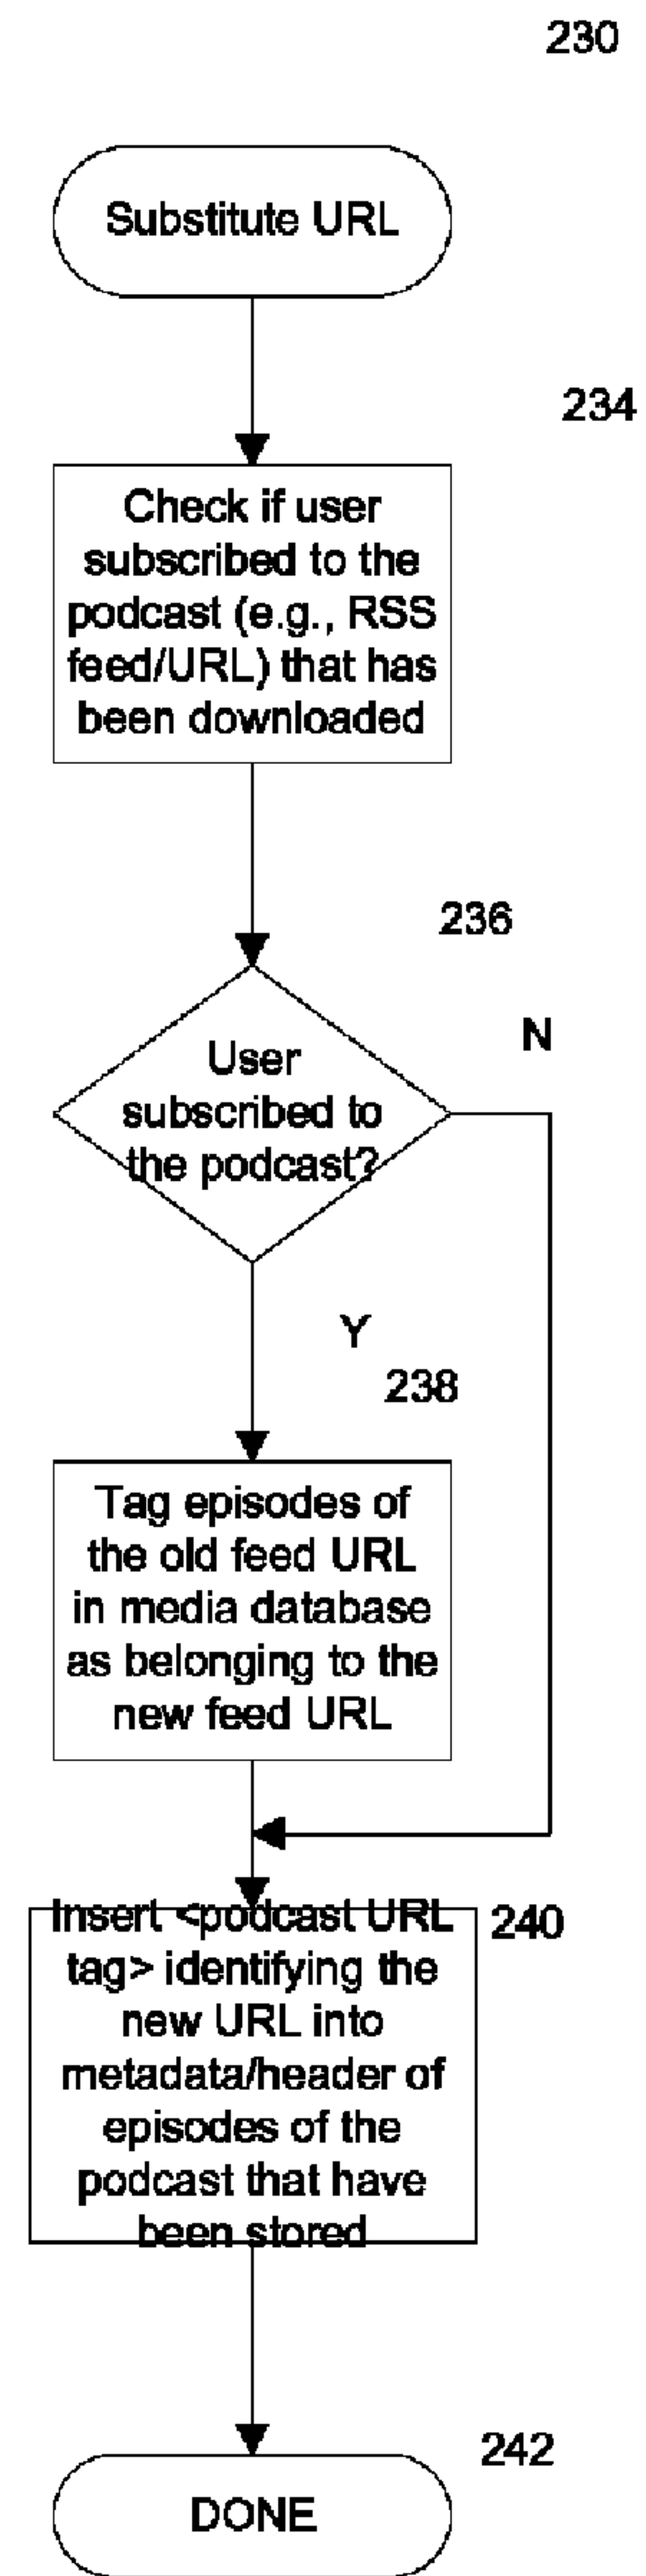 230
Substitute URL
234
Check if user
subscribed to the
podcast (e.g., RSS
feed/URL) that has
been downloaded
236
N
User
subscribed to
the podcast?
Y
238
Tag episodes of
the old feed URL
in media database
as belonging to the
new feed URL
Insert <podcast URL
tag> identifying the
new URL into
metadata/header of
episodes of the
podcast that have
been stored
240
242
DONE